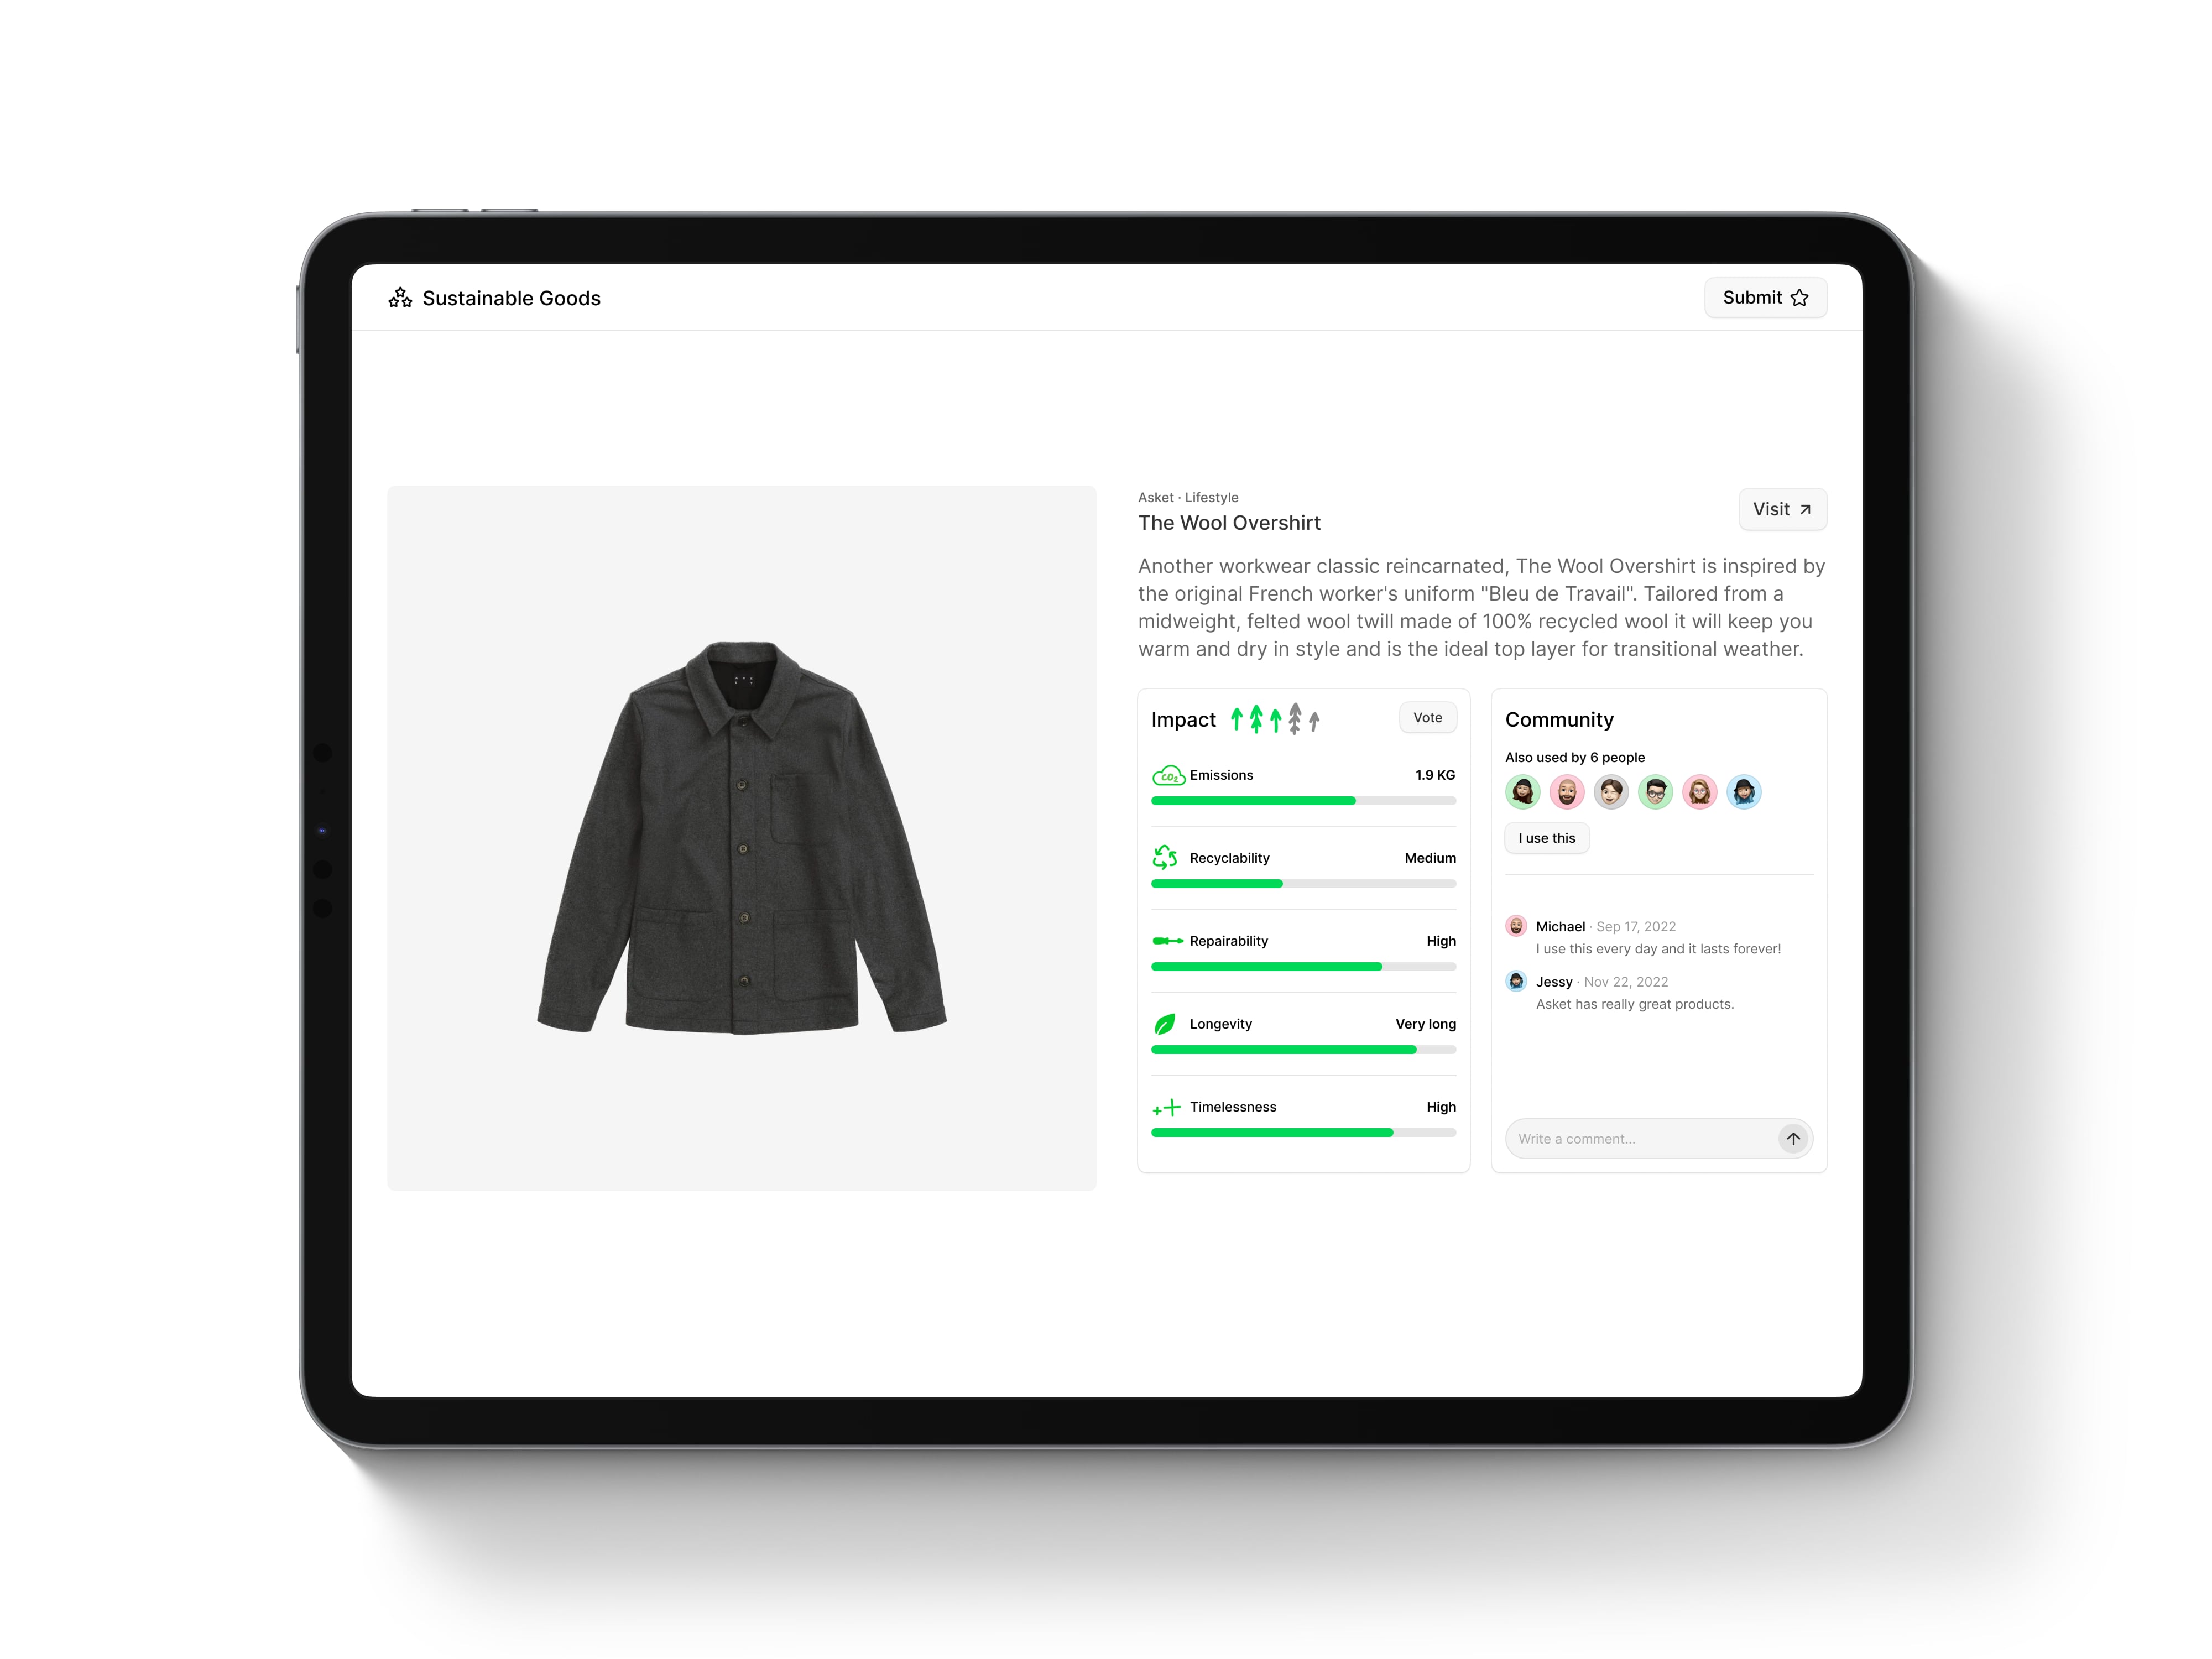 Sustainable Goods
Submit
Asket · Lifestyle
The Wool Overshirt
Visit
Another workwear classic reincarnated, The Wool Overshirt is inspired by
the original French worker's uniform "Bleu de Travail". Tailored from a
midweight, felted wool twill made of 100% recycled wool it will keep you
warm and dry in style and is the ideal top layer for transitional weather.
Impact
Vote
CO₂
Emissions
1.9 KG
Recyclability
Medium
Repairability
High
Longevity
Very long
Timelessness
High
Community
Also used by 6 people
I use this
Michael · Sep 17, 2022
I use this every day and it lasts forever!
Jessy · Nov 22, 2022
Asket has really great products.
Write a comment...